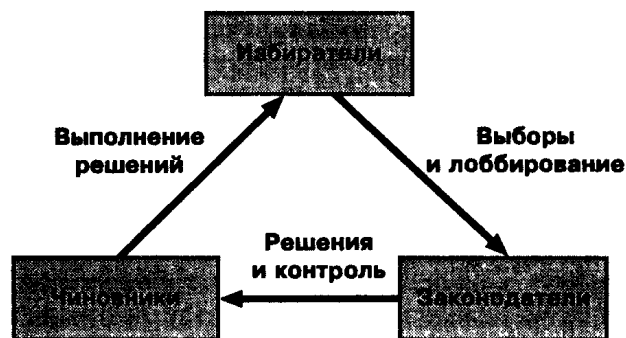 Избиратели
Выполнение
решений
Выборы
и лоббирование
Решения
и контроль
Чиновники
Законодатели